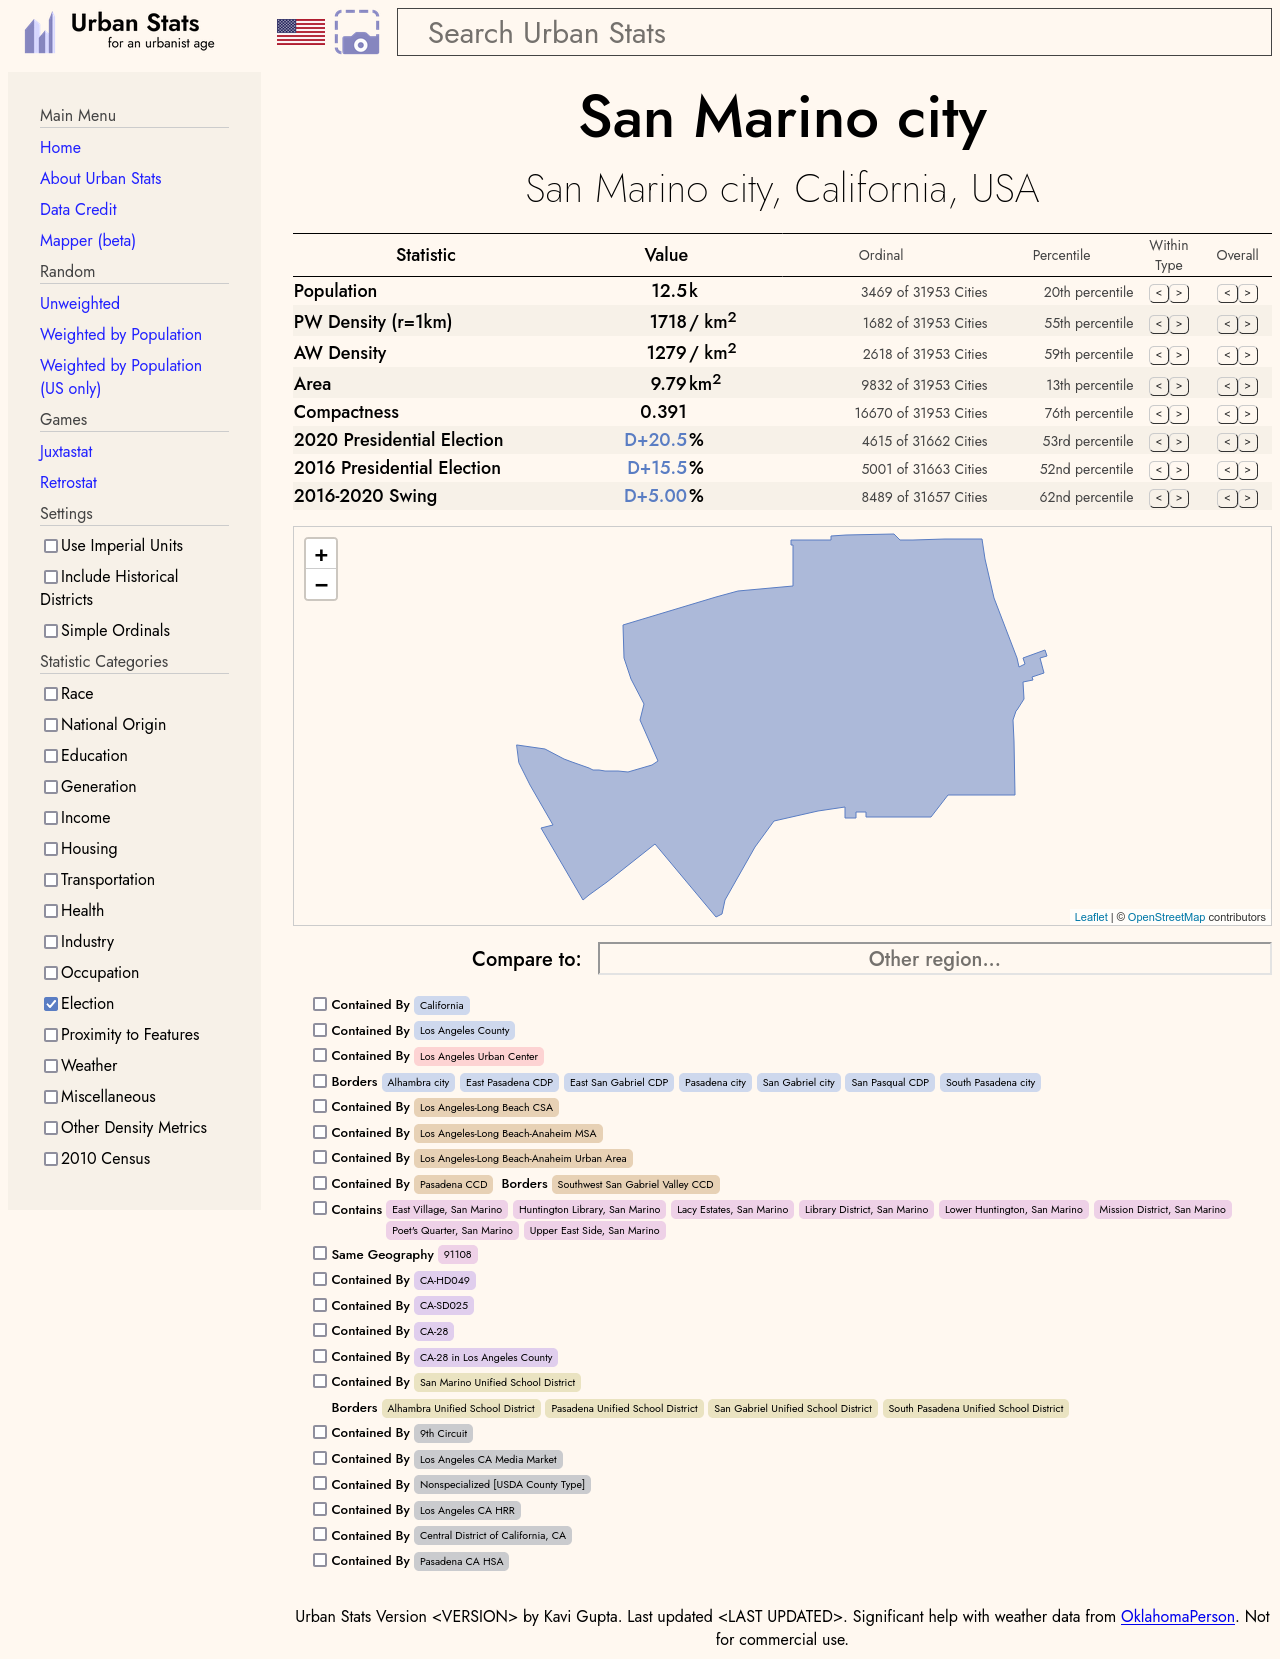 Urban Stats
for an urbanist age
Search Urban Stats
Main Menu
Home
About Urban Stats
Data Credit
Mapper (beta)
Random
Unweighted
Weighted by Population
Weighted by Population
(US only)
Games
Juxtastat
Retrostat
Settings
Use Imperial Units
Include Historical
Districts
Simple Ordinals
Statistic Categories
Race
National Origin
Education
Generation
Income
Housing
Transportation
Health
Industry
Occupation
Election
Proximity to Features
Weather
Miscellaneous
Other Density Metrics
2010 Census
San Marino city
San Marino city, California, USA
Statistic Value Ordinal Percentile Within Type Overall
Population 12.5 k 3469 of 31953 Cities 20th percentile < > < >
PW Density (r=1km) 1718 / km² 1682 of 31953 Cities 55th percentile < > < >
AW Density 1279 / km² 2618 of 31953 Cities 59th percentile < > < >
Area 9.79 km² 9832 of 31953 Cities 13th percentile < > < >
Compactness 0.391 16670 of 31953 Cities 76th percentile < > < >
2020 Presidential Election D+20.5 % 4615 of 31662 Cities 53rd percentile < > < >
2016 Presidential Election D+15.5 % 5001 of 31663 Cities 52nd percentile < > < >
2016-2020 Swing D+5.00 % 8489 of 31657 Cities 62nd percentile < > < >
+
−
Leaflet | © OpenStreetMap contributors
Compare to: Other region...
Contained By California
Contained By Los Angeles County
Contained By Los Angeles Urban Center
Borders Alhambra city East Pasadena CDP East San Gabriel CDP Pasadena city San Gabriel city San Pasqual CDP South Pasadena city
Contained By Los Angeles-Long Beach CSA
Contained By Los Angeles-Long Beach-Anaheim MSA
Contained By Los Angeles-Long Beach-Anaheim Urban Area
Contained By Pasadena CCD Borders Southwest San Gabriel Valley CCD
Contains East Village, San Marino Huntington Library, San Marino Lacy Estates, San Marino Library District, San Marino Lower Huntington, San Marino Mission District, San Marino
Poet's Quarter, San Marino Upper East Side, San Marino
Same Geography 91108
Contained By CA-HD049
Contained By CA-SD025
Contained By CA-28
Contained By CA-28 in Los Angeles County
Contained By San Marino Unified School District
Borders Alhambra Unified School District Pasadena Unified School District San Gabriel Unified School District South Pasadena Unified School District
Contained By 9th Circuit
Contained By Los Angeles CA Media Market
Contained By Nonspecialized [USDA County Type]
Contained By Los Angeles CA HRR
Contained By Central District of California, CA
Contained By Pasadena CA HSA
Urban Stats Version <VERSION> by Kavi Gupta. Last updated <LAST UPDATED>. Significant help with weather data from OklahomaPerson. Not
for commercial use.